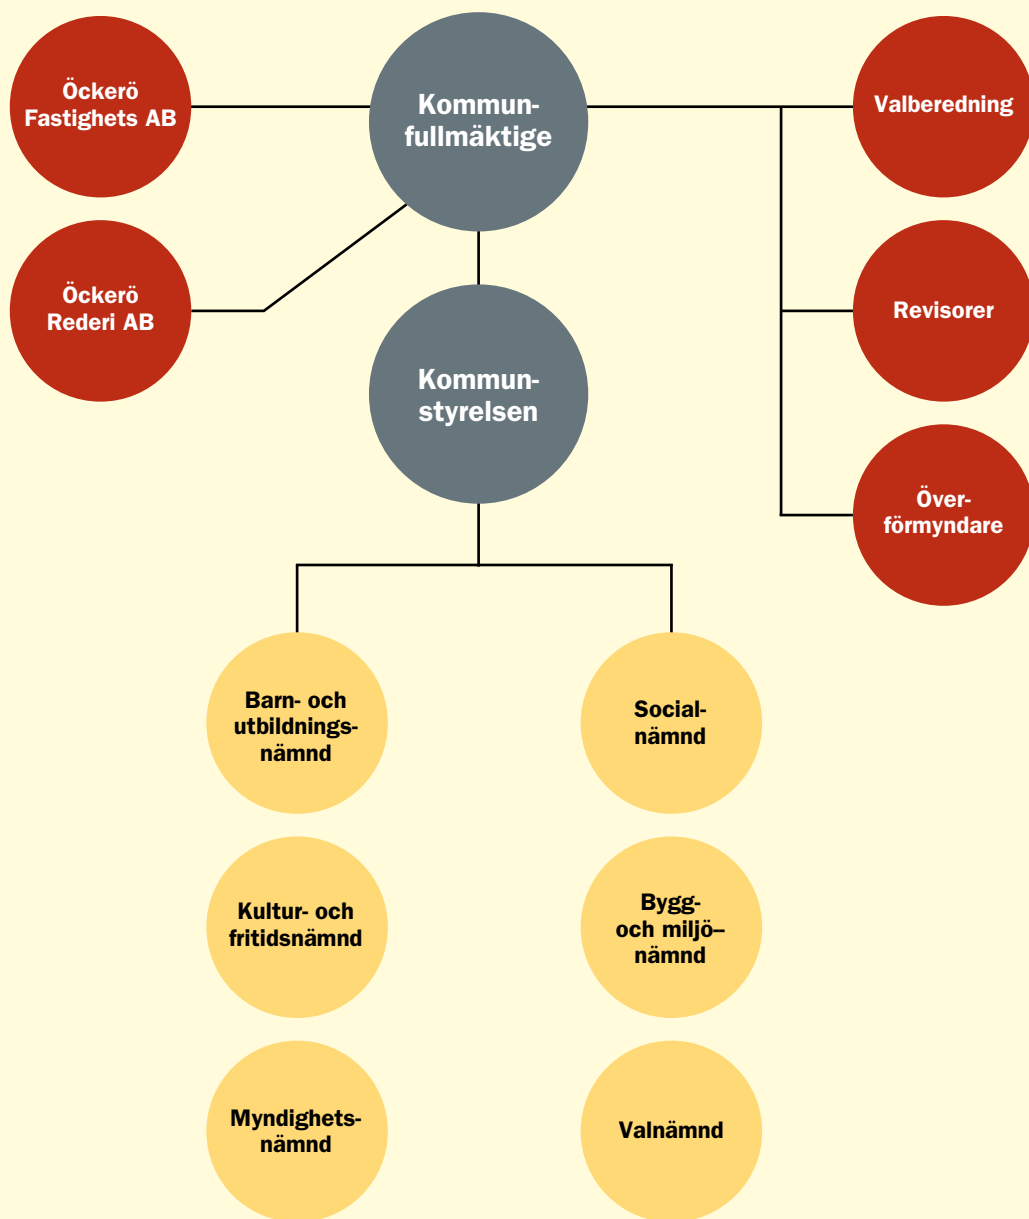 Öckerö
Fastighets AB
Kommun-
fullmäktige
Valberedning
Öckerö
Rederi AB
Revisorer
Kommun-
styrelsen
Över-
förmyndare
Barn- och
utbildnings-
nämnd
Social-
nämnd
Kultur- och
fritidsnämnd
Bygg-
och miljö–
nämnd
Myndighets-
nämnd
Valnämnd